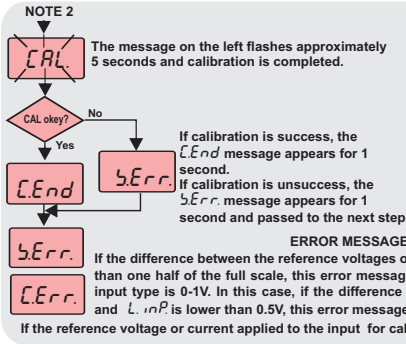 NOTE 2
CAL.
The message on the left flashes approximately
5 seconds and calibration is completed.
CAL okey?
No
Yes
If calibration is success, the
C.End message appears for 1
second.
C.End
S.Err.
If calibration is unsuccess, the
S.Err. message appears for 1
second and passed to the next step
ERROR MESSAGE
S.Err.
If the difference between the reference voltages o
than one half of the full scale, this error messag
C.Err.
input type is 0-1V. In this case, if the difference
and L.inP. is lower than 0.5V, this error message
If the reference voltage or current applied to the input for cal